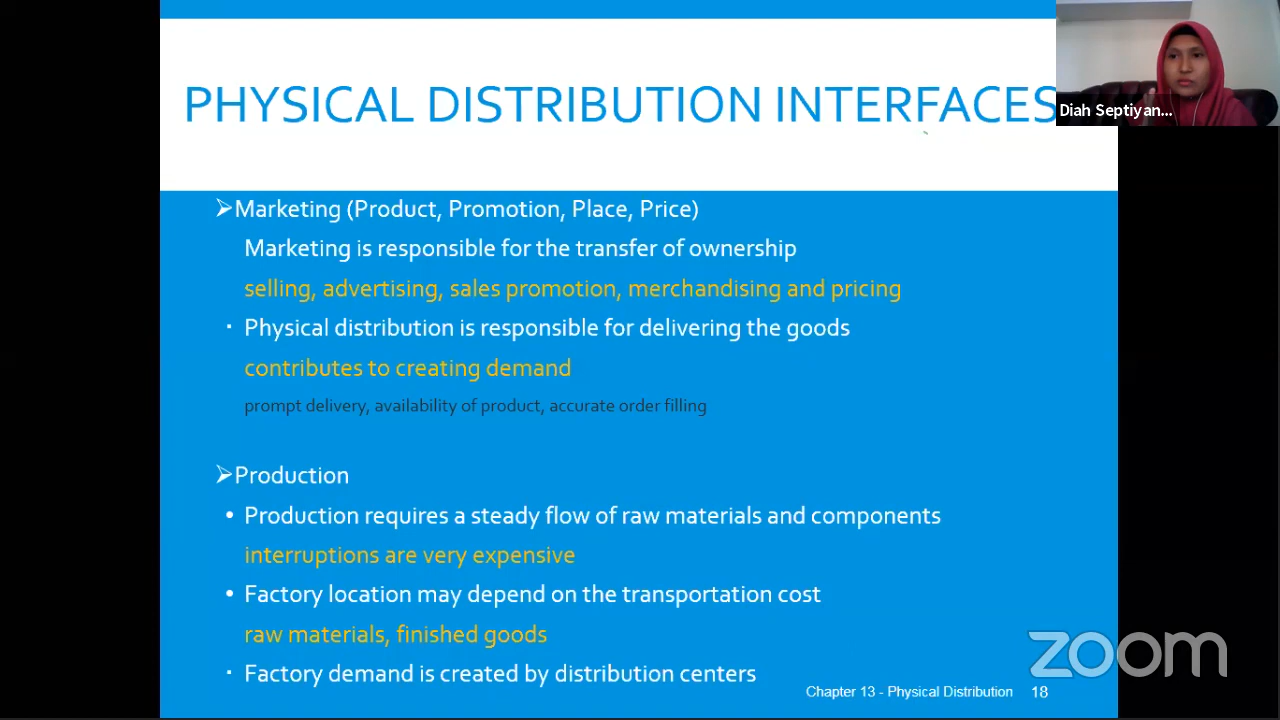 PHYSICAL DISTRIBUTION INTERFACES
Diah Septiyan...
➢Marketing (Product, Promotion, Place, Price)
Marketing is responsible for the transfer of ownership
selling, advertising, sales promotion, merchandising and pricing
· Physical distribution is responsible for delivering the goods
contributes to creating demand
prompt delivery, availability of product, accurate order filling
➢Production
• Production requires a steady flow of raw materials and components
interruptions are very expensive
• Factory location may depend on the transportation cost
raw materials, finished goods
· Factory demand is created by distribution centers
Chapter 13 - Physical Distribution 18
zoom